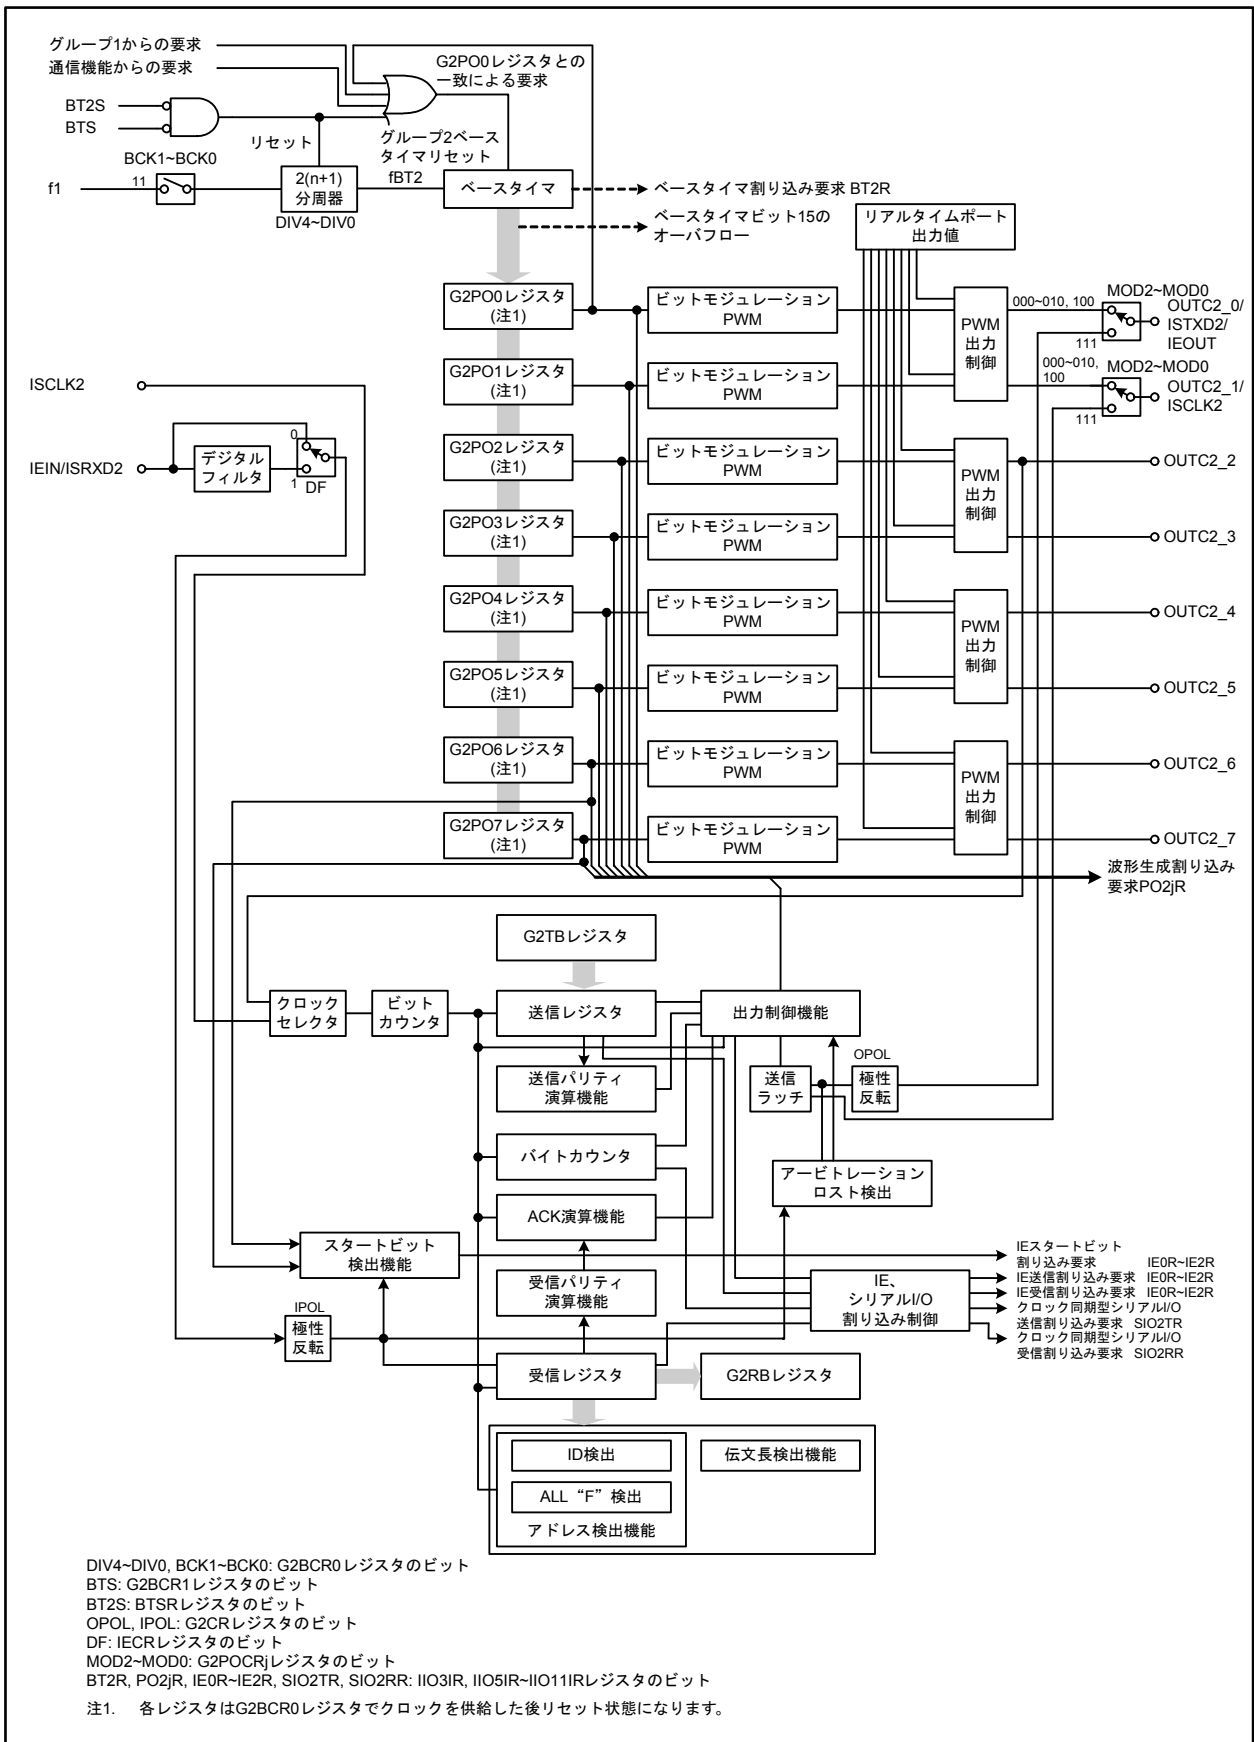 グループ1からの要求
通信機能からの要求
G2PO0レジスタとの
一致による要求
BT2S
BTS
リセット
グループ2ベース
タイマリセット
BCK1~BCK0
f1
11
2(n+1)
分周器
DIV4~DIV0
fBT2
ベースタイマ
ベースタイマ割り込み要求 BT2R
ベースタイマビット15の
オーバフロー
リアルタイムポート
出力値
G2PO0レジスタ
(注1)
ビットモジュレーション
PWM
PWM
出力
制御
000~010, 100
MOD2~MOD0
OUTC2_0/
ISTXD2/
IEOUT
111
ISCLK2
G2PO1レジスタ
(注1)
ビットモジュレーション
PWM
000~010,
100
MOD2~MOD0
OUTC2_1/
ISCLK2
111
IEIN/ISRXD2
デジタル
フィルタ
0
1
DF
G2PO2レジスタ
(注1)
ビットモジュレーション
PWM
PWM
出力
制御
OUTC2_2
G2PO3レジスタ
(注1)
ビットモジュレーション
PWM
OUTC2_3
G2PO4レジスタ
(注1)
ビットモジュレーション
PWM
PWM
出力
制御
OUTC2_4
G2PO5レジスタ
(注1)
ビットモジュレーション
PWM
OUTC2_5
G2PO6レジスタ
(注1)
ビットモジュレーション
PWM
PWM
出力
制御
OUTC2_6
G2PO7レジスタ
(注1)
ビットモジュレーション
PWM
OUTC2_7
波形生成割り込み
要求PO2jR
G2TBレジスタ
クロック
セレクタ
ビット
カウンタ
送信レジスタ
出力制御機能
送信パリティ
演算機能
送信
ラッチ
OPOL
極性
反転
バイトカウンタ
アービトレーション
ロスト検出
ACK演算機能
スタートビット
検出機能
受信パリティ
演算機能
IE、
シリアルI/O
割り込み制御
IEスタートビット
割り込み要求 IE0R~IE2R
IE送信割り込み要求 IE0R~IE2R
IE受信割り込み要求 IE0R~IE2R
クロック同期型シリアルI/O
送信割り込み要求 SIO2TR
クロック同期型シリアルI/O
受信割り込み要求 SIO2RR
IPOL
極性
反転
受信レジスタ
G2RBレジスタ
ID検出
伝文長検出機能
ALL “F” 検出
アドレス検出機能
DIV4~DIV0, BCK1~BCK0: G2BCR0レジスタのビット
BTS: G2BCR1レジスタのビット
BT2S: BTSRレジスタのビット
OPOL, IPOL: G2CRレジスタのビット
DF: IECRレジスタのビット
MOD2~MOD0: G2POCRjレジスタのビット
BT2R, PO2jR, IE0R~IE2R, SIO2TR, SIO2RR: IIO3IR, IIO5IR~IIO11IRレジスタのビット
注1. 各レジスタはG2BCR0レジスタでクロックを供給した後リセット状態になります。